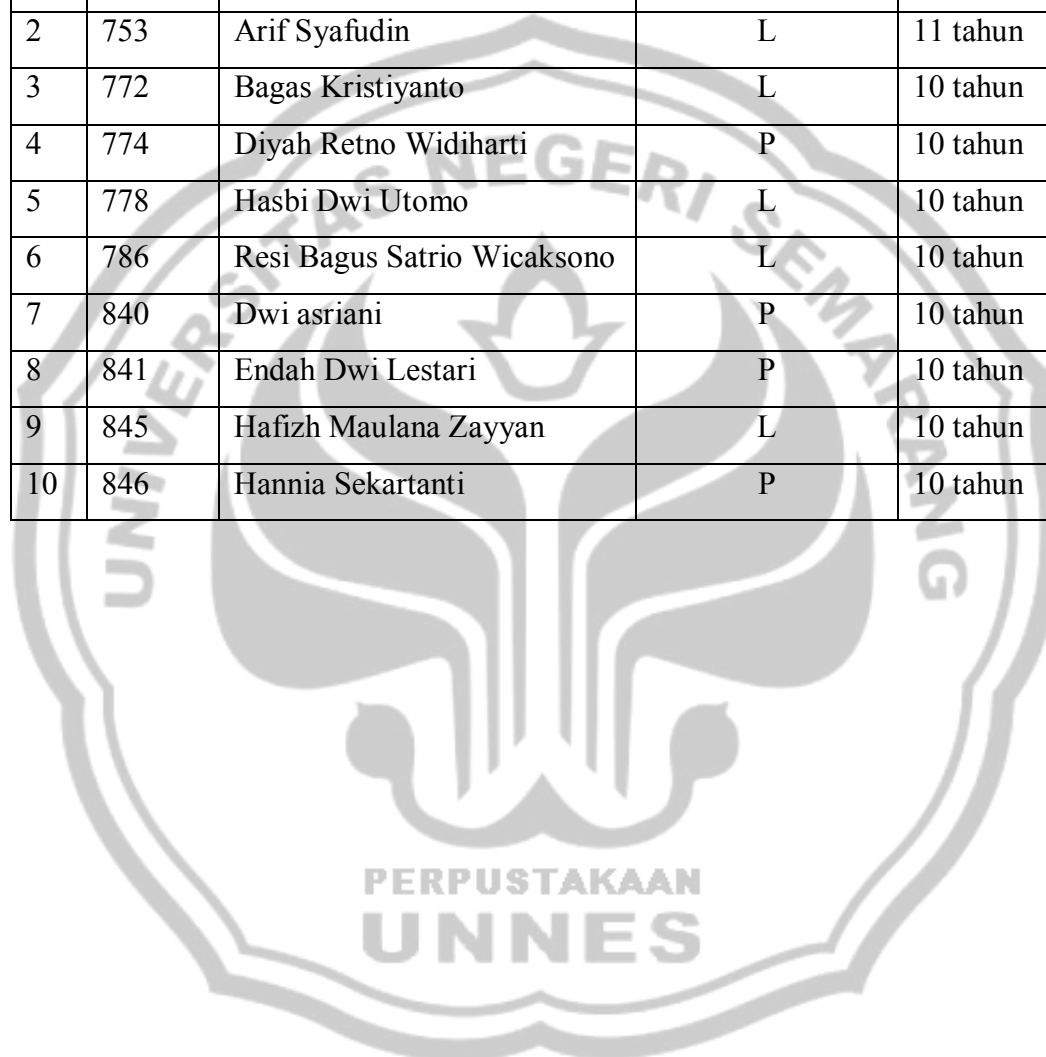 2 753 Arif Syafudin L 11 tahun
3 772 Bagas Kristiyanto L 10 tahun
4 774 Diyah Retno Widiharti P 10 tahun
5 778 Hasbi Dwi Utomo L 10 tahun
6 786 Resi Bagus Satrio Wicaksono L 10 tahun
7 840 Dwi asriani P 10 tahun
8 841 Endah Dwi Lestari P 10 tahun
9 845 Hafizh Maulana Zayyan L 10 tahun
10 846 Hannia Sekartanti P 10 tahun
UNIVERSITAS NEGERI SEMARANG
PERPUSTAKAAN
UNNES